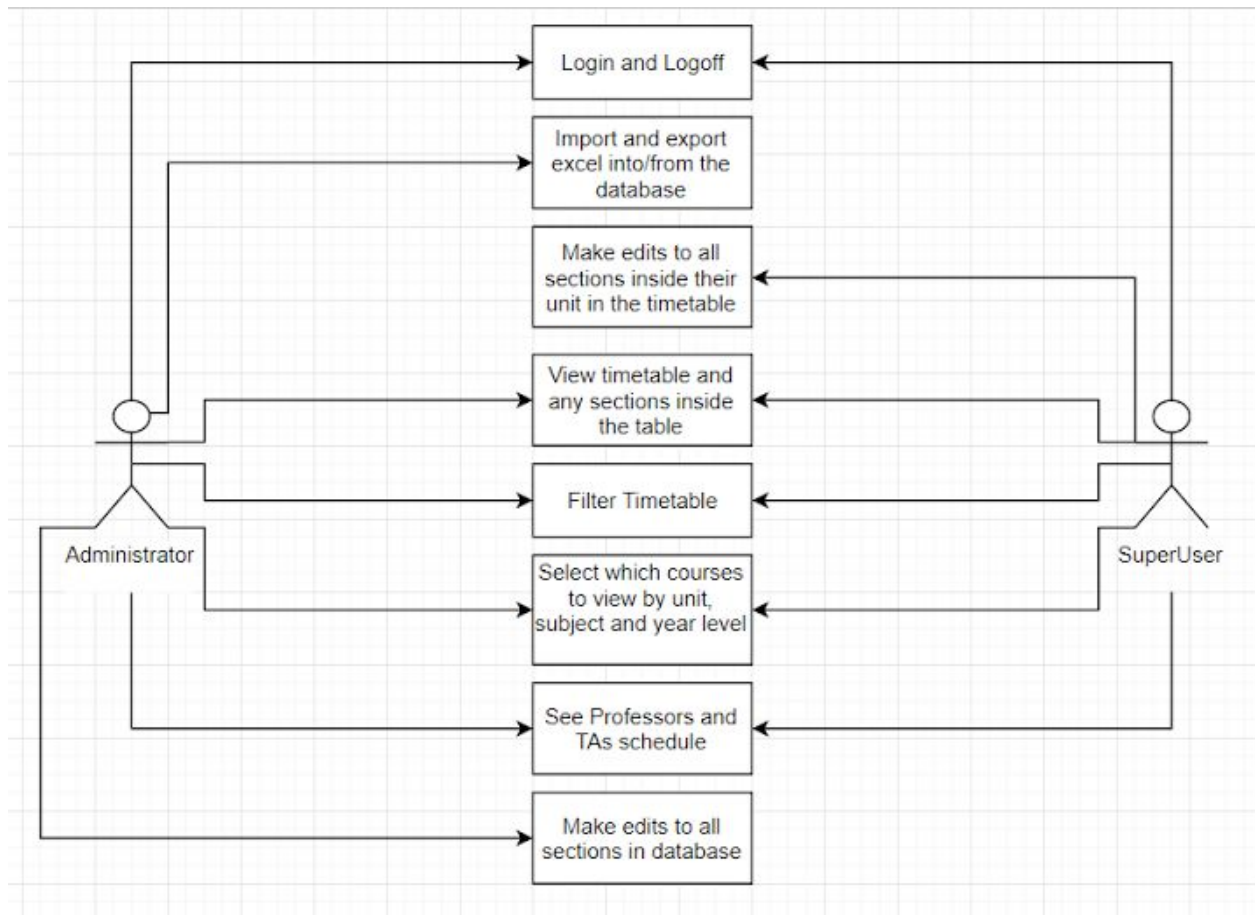 Login and Logoff
Import and export
excel into/from the
database
Make edits to all
sections inside their
unit in the timetable
View timetable and
any sections inside
the table
Filter Timetable
Administrator
SuperUser
Select which courses
to view by unit,
subject and year level
See Professors and
TAs schedule
Make edits to all
sections in database